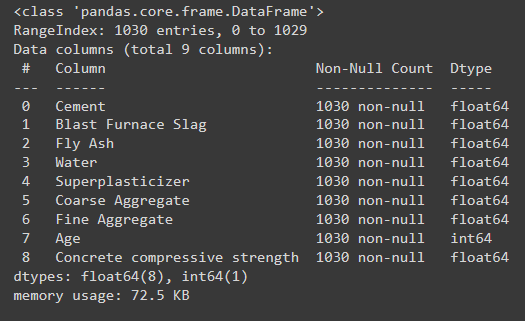 <class 'pandas.core.frame.DataFrame'>
RangeIndex: 1030 entries, 0 to 1029
Data columns (total 9 columns):
 #   Column                         Non-Null Count  Dtype
---  ------                         --------------  -----
 0   Cement                         1030 non-null   float64
 1   Blast Furnace Slag             1030 non-null   float64
 2   Fly Ash                        1030 non-null   float64
 3   Water                          1030 non-null   float64
 4   Superplasticizer               1030 non-null   float64
 5   Coarse Aggregate               1030 non-null   float64
 6   Fine Aggregate                 1030 non-null   float64
 7   Age                            1030 non-null   int64
 8   Concrete compressive strength  1030 non-null   float64
dtypes: float64(8), int64(1)
memory usage: 72.5 KB